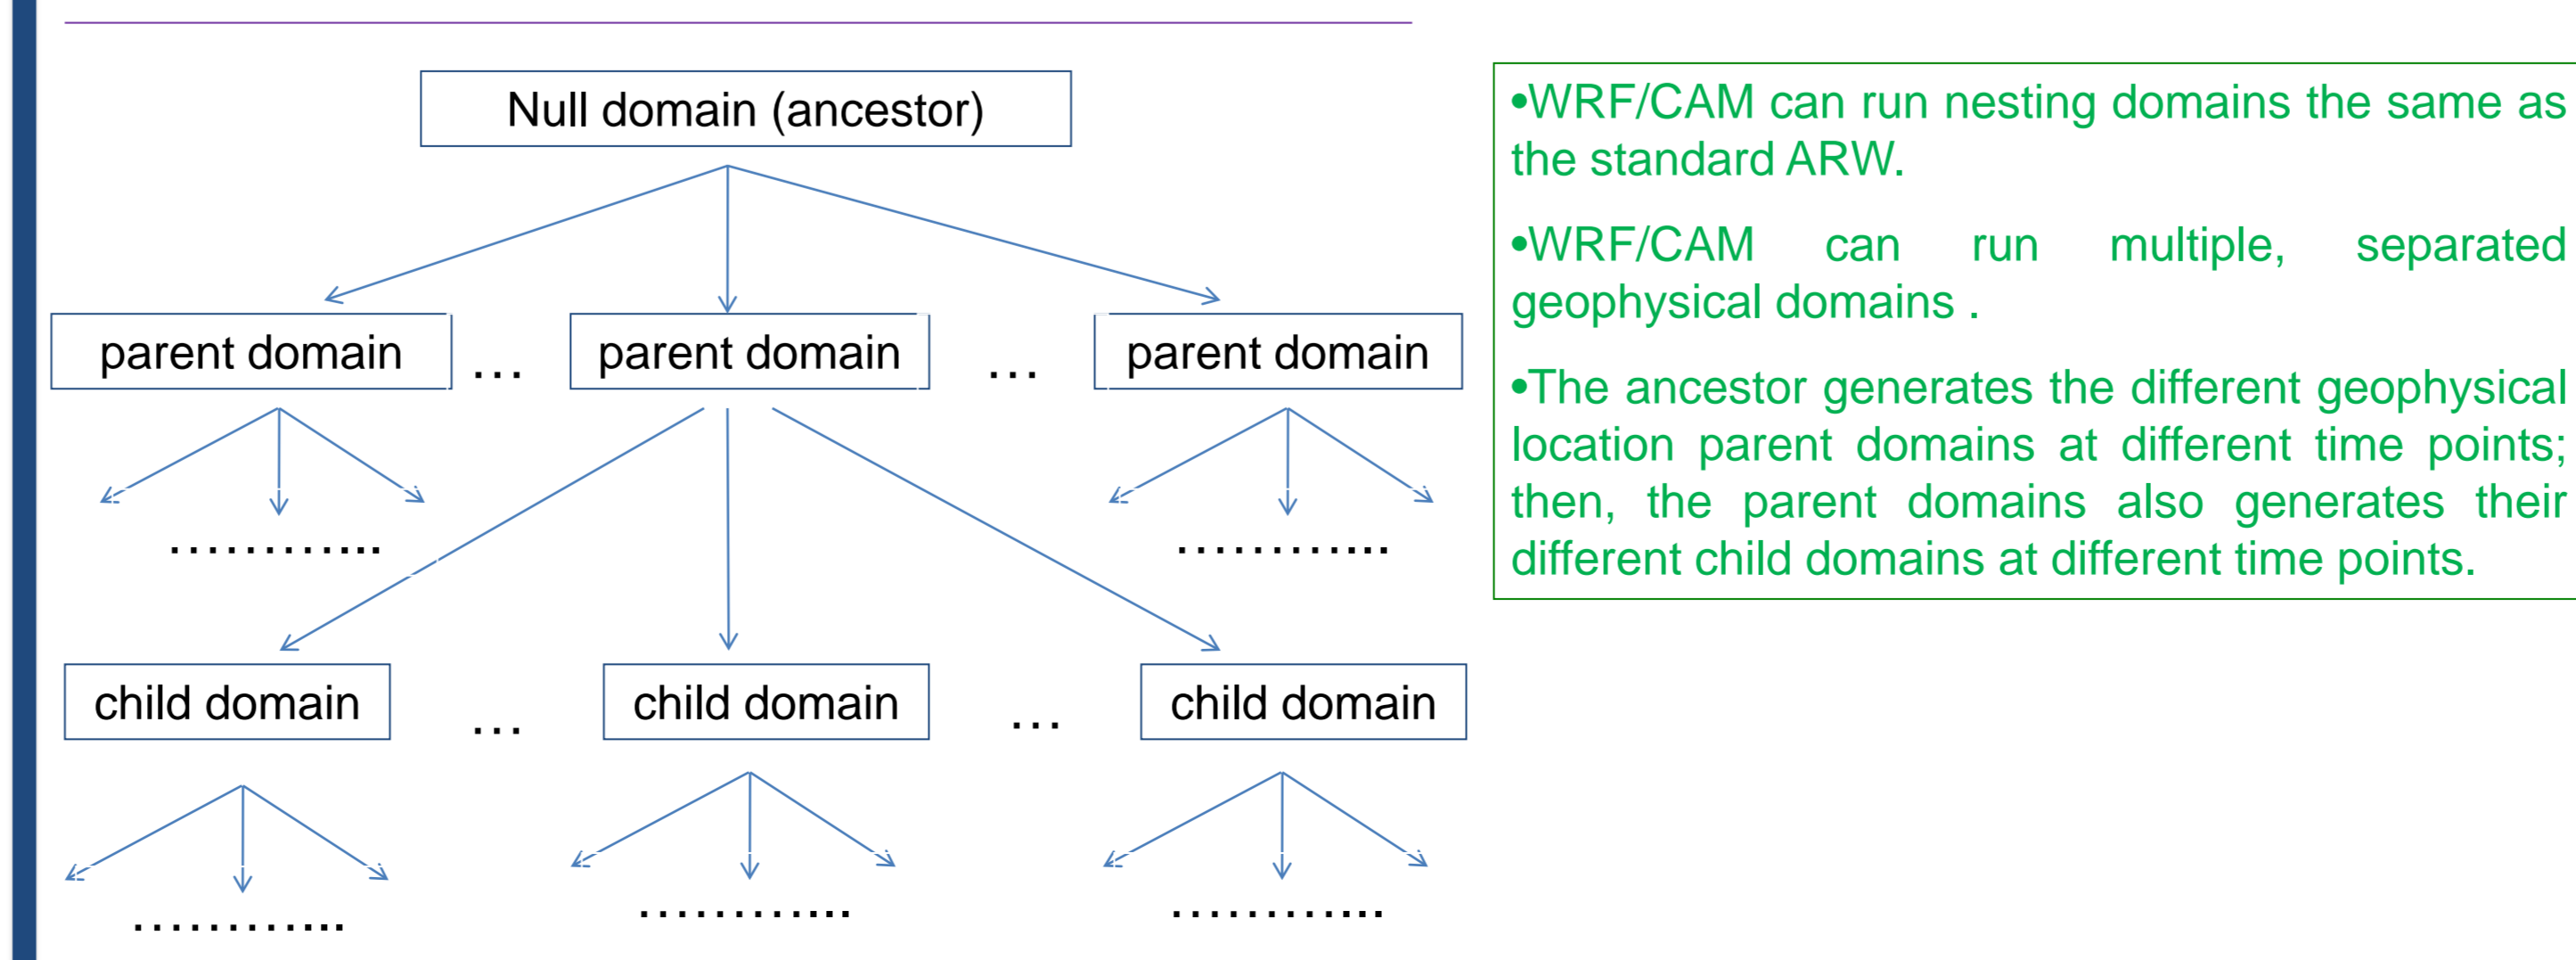 Null domain (ancestor)
parent domain … parent domain … parent domain
………... ………...
child domain … child domain … child domain
………... ………... ………...
•WRF/CAM can run nesting domains the same as
the standard ARW.
•WRF/CAM can run multiple, separated
geophysical domains .
•The ancestor generates the different geophysical
location parent domains at different time points;
then, the parent domains also generates their
different child domains at different time points.